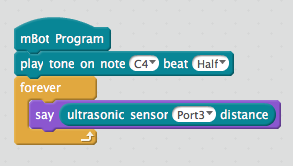 mBot Program
play tone on note C4 beat Half
forever
say ultrasonic sensor Port3 distance